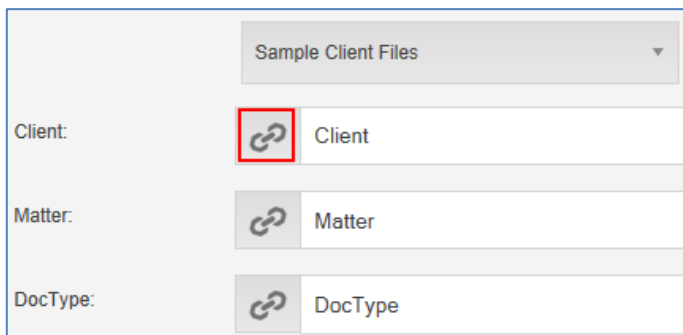 Sample Client Files
Client: Client
Matter: Matter
DocType: DocType